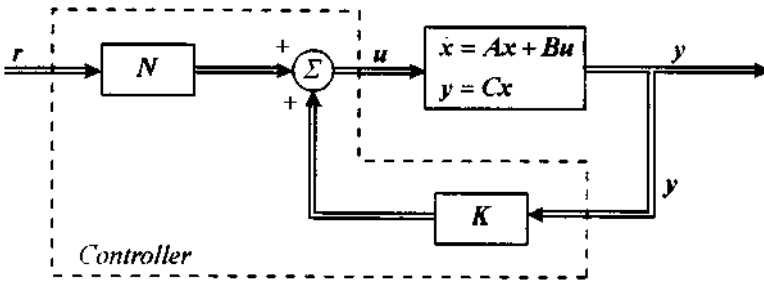 r
N
+
Σ
+
u
ẋ = Ax + Bu
y = Cx
y
y
K
Controller